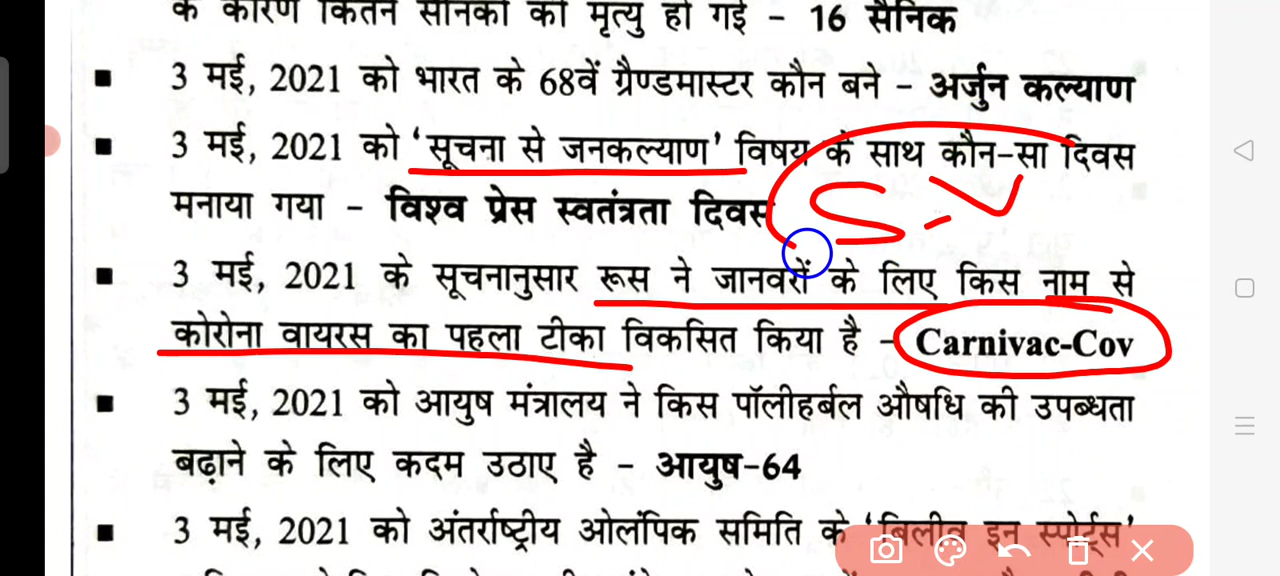 के कारण कितने सैनिकों की मृत्यु हो गई – 16 सैनिक
▪ 3 मई, 2021 को भारत के 68वें ग्रैण्डमास्टर कौन बने – अर्जुन कल्याण
▪ 3 मई, 2021 को ‘सूचना से जनकल्याण’ विषय के साथ कौन-सा दिवस
मनाया गया – विश्व प्रेस स्वतंत्रता दिवस
S-V
▪ 3 मई, 2021 के सूचनानुसार रूस ने जानवरों के लिए किस नाम से
कोरोना वायरस का पहला टीका विकसित किया है – Carnivac-Cov
▪ 3 मई, 2021 को आयुष मंत्रालय ने किस पॉलीहर्बल औषधि की उपब्धता
बढ़ाने के लिए कदम उठाए है – आयुष-64
▪ 3 मई, 2021 को अंतर्राष्ट्रीय ओलंपिक समिति के ‘बिलीव इन स्पोर्ट्स’